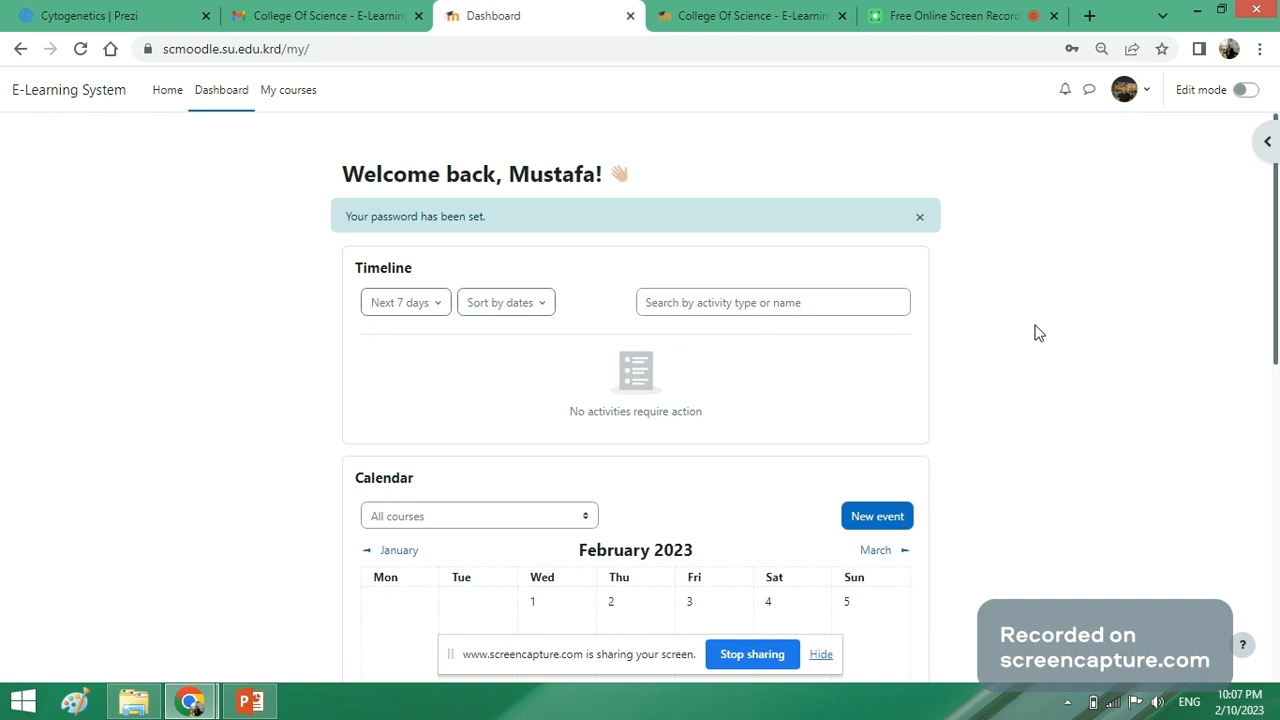 Cytogenetics | Prezi
College Of Science - E-Learning
Dashboard
College Of Science - E-Learning
Free Online Screen Record
scmoodle.su.edu.krd/my/
E-Learning System
Home
Dashboard
My courses
Edit mode
Welcome back, Mustafa! 👋🏼
Your password has been set.
Timeline
Next 7 days
Sort by dates
Search by activity type or name
No activities require action
Calendar
All courses
New event
January
February 2023
March
Mon Tue Wed Thu Fri Sat Sun
1 2 3 4 5
www.screencapture.com is sharing your screen.
Stop sharing
Hide
Recorded on
screencapture.com
?
ENG
10:07 PM
2/10/2023